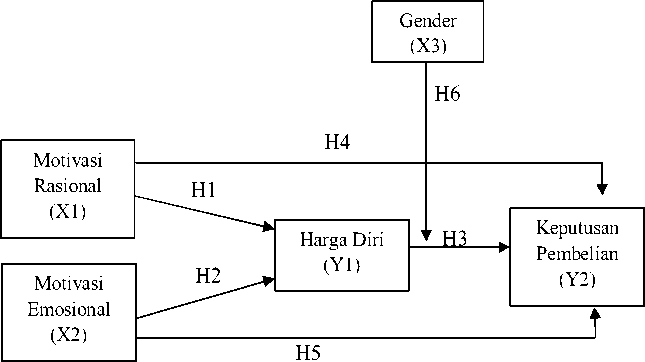 Gender
(X3)
H6
H4
Motivasi
Rasional
(X1)
H1
Harga Diri
(Y1)
H3
Keputusan
Pembelian
(Y2)
Motivasi
Emosional
(X2)
H2
H5